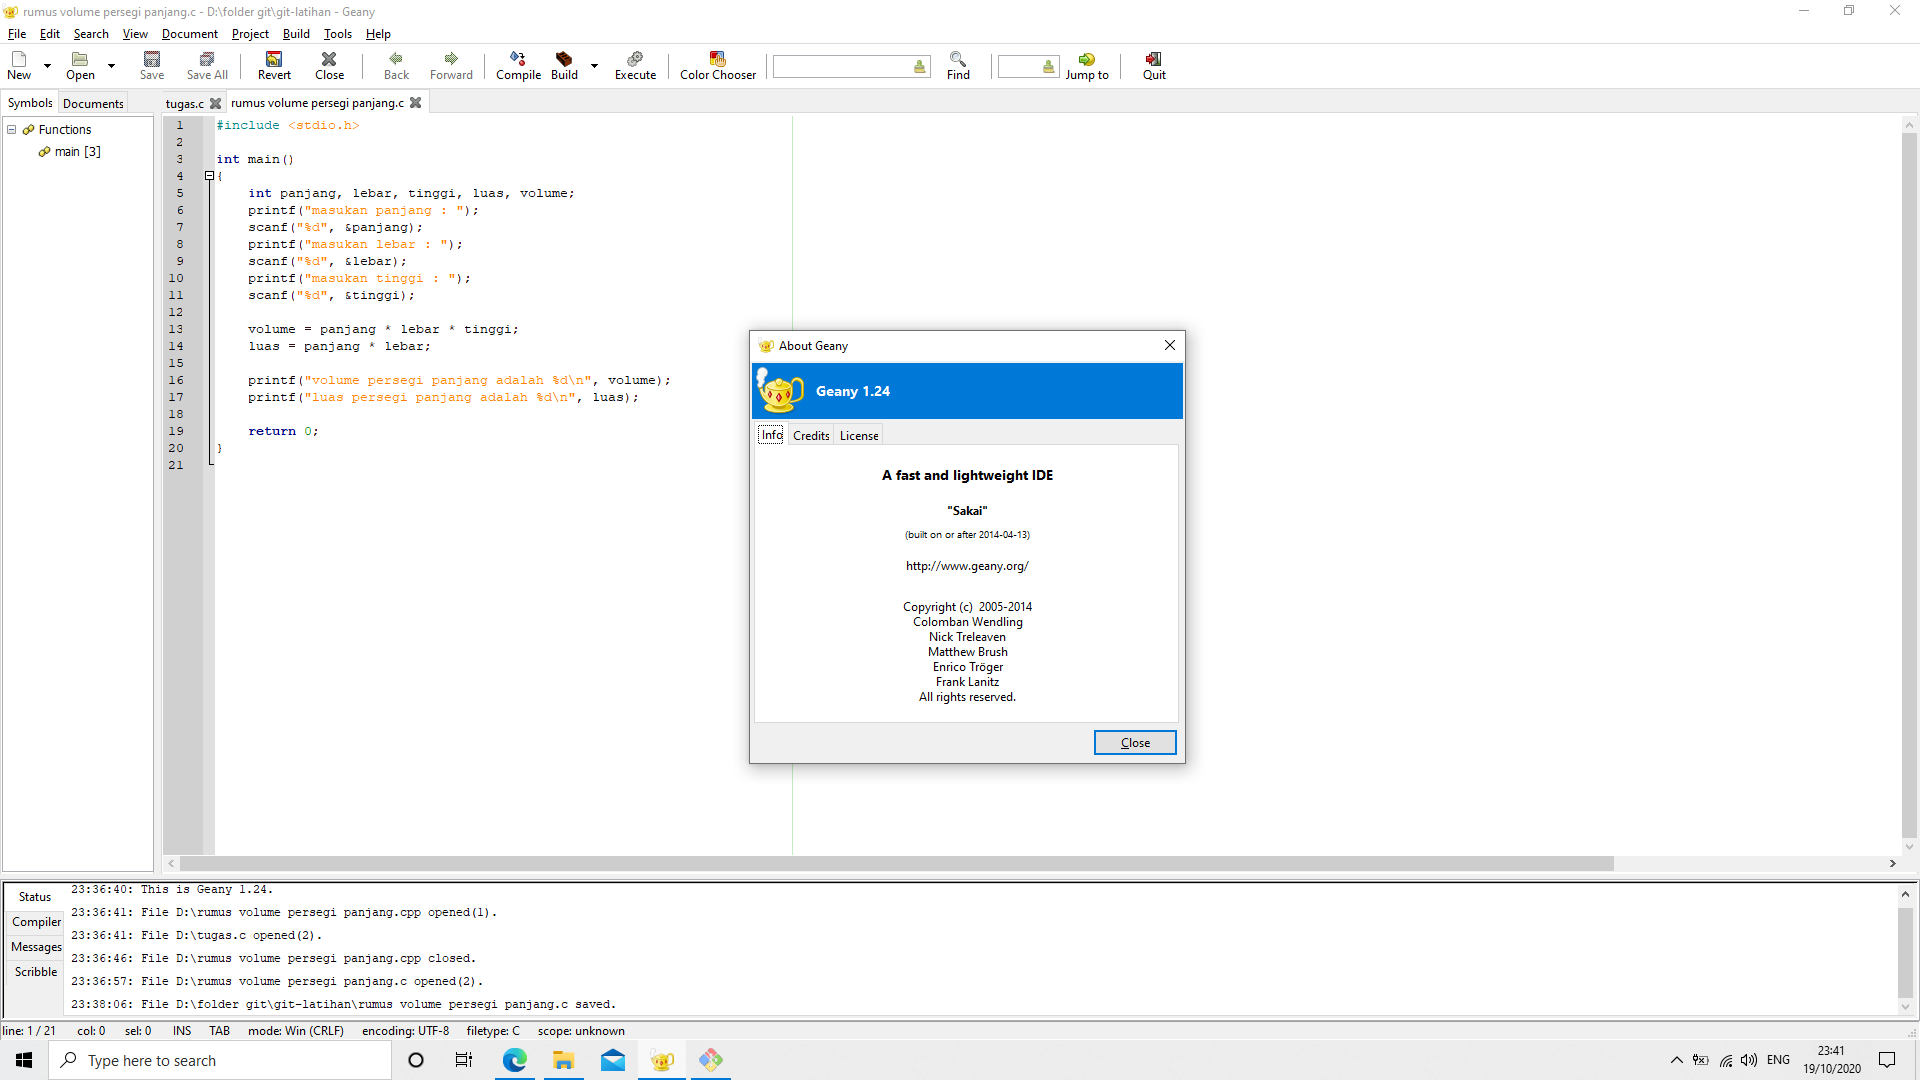 rumus volume persegi panjang.c - D:\folder git\git-latihan - Geany
File Edit Search View Document Project Build Tools Help
New Open Save Save All Revert Close Back Forward Compile Build Execute Color Chooser Find Jump to Quit
Symbols Documents tugas.c rumus volume persegi panjang.c
Functions
main [3]
1 #include <stdio.h>
2
3 int main()
4 {
5 int panjang, lebar, tinggi, luas, volume;
6 printf("masukan panjang : ");
7 scanf("%d", &panjang);
8 printf("masukan lebar : ");
9 scanf("%d", &lebar);
10 printf("masukan tinggi : ");
11 scanf("%d", &tinggi);
12
13 volume = panjang * lebar * tinggi;
14 luas = panjang * lebar;
15
16 printf("volume persegi panjang adalah %d\n", volume);
17 printf("luas persegi panjang adalah %d\n", luas);
18
19 return 0;
20 }
21
About Geany
Geany 1.24
Info Credits License
A fast and lightweight IDE
"Sakai"
(built on or after 2014-04-13)
http://www.geany.org/
Copyright (c) 2005-2014
Colomban Wendling
Nick Treleaven
Matthew Brush
Enrico Tröger
Frank Lanitz
All rights reserved.
Close
Status
Compiler
Messages
Scribble
23:36:40: This is Geany 1.24.
23:36:41: File D:\rumus volume persegi panjang.cpp opened(1).
23:36:41: File D:\tugas.c opened(2).
23:36:46: File D:\rumus volume persegi panjang.cpp closed.
23:36:57: File D:\rumus volume persegi panjang.c opened(2).
23:38:06: File D:\folder git\git-latihan\rumus volume persegi panjang.c saved.
line: 1 / 21 col: 0 sel: 0 INS TAB mode: Win (CRLF) encoding: UTF-8 filetype: C scope: unknown
Type here to search
ENG
23:41
19/10/2020